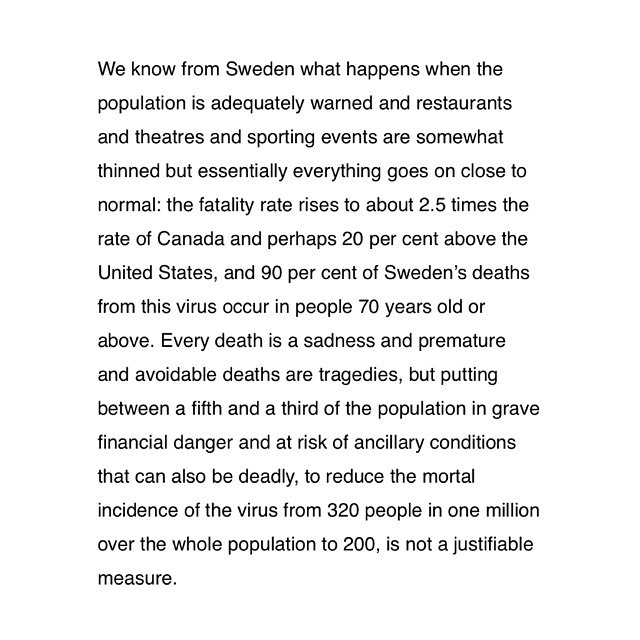 We know from Sweden what happens when the
population is adequately warned and restaurants
and theatres and sporting events are somewhat
thinned but essentially everything goes on close to
normal: the fatality rate rises to about 2.5 times the
rate of Canada and perhaps 20 per cent above the
United States, and 90 per cent of Sweden’s deaths
from this virus occur in people 70 years old or
above. Every death is a sadness and premature
and avoidable deaths are tragedies, but putting
between a fifth and a third of the population in grave
financial danger and at risk of ancillary conditions
that can also be deadly, to reduce the mortal
incidence of the virus from 320 people in one million
over the whole population to 200, is not a justifiable
measure.